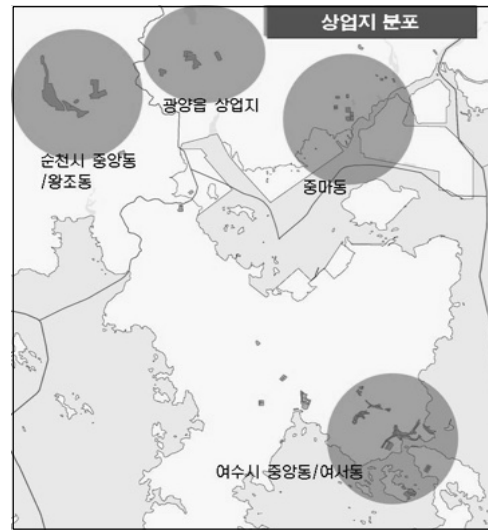 상업지 분포
광양읍 상업지
순천시 중앙동
/왕조동
중마동
여수시 중앙동/여서동